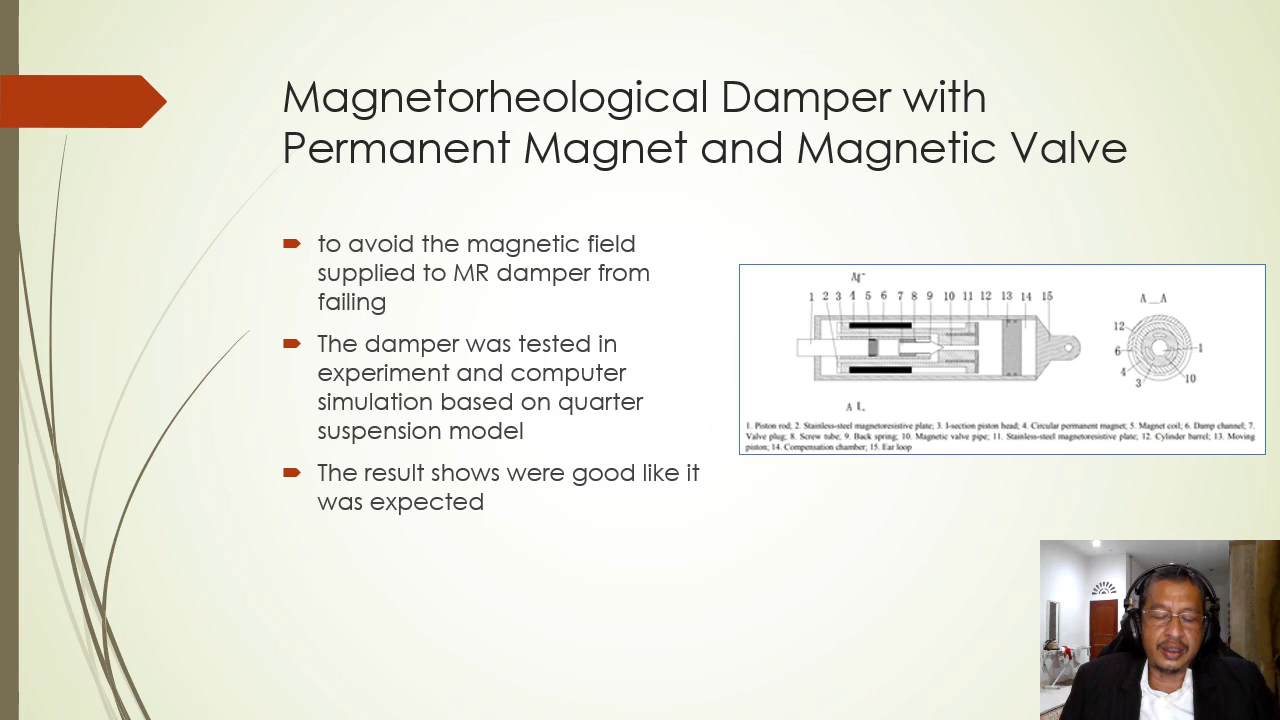 Magnetorheological Damper with
Permanent Magnet and Magnetic Valve
to avoid the magnetic field
supplied to MR damper from
failing
The damper was tested in
experiment and computer
simulation based on quarter
suspension model
The result shows were good like it
was expected
1 2 3 4 5 6 7 8 9 10 11 12 13 14 15
A__A
12
6
4
3
1
10
1. Piston rod; 2. Stainless-steel magnetoresistive plate; 3. I-section piston head; 4. Circular permanent magnet; 5. Magnet coil; 6. Damp channel; 7.
Valve plug; 8. Screw tube; 9. Back spring; 10. Magnetic valve pipe; 11. Stainless-steel magnetoresistive plate; 12. Cylinder barrel; 13. Moving
piston; 14. Compensation chamber; 15. Ear loop